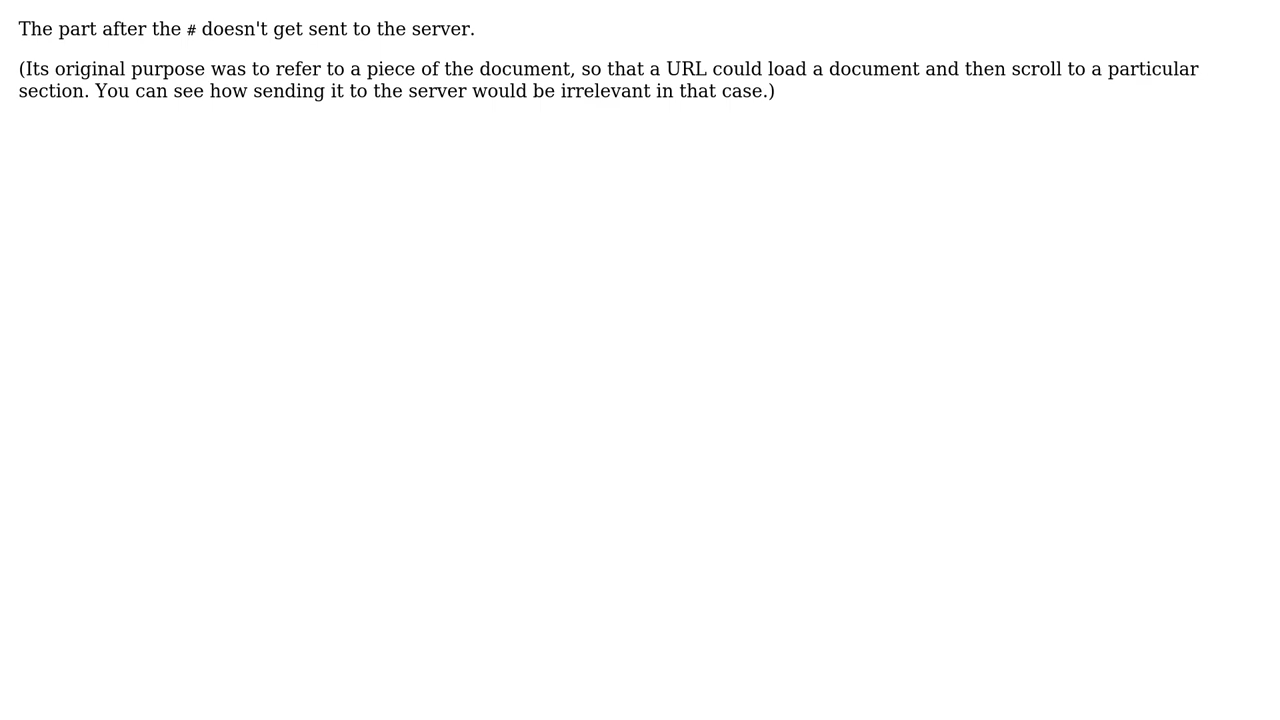 The part after the # doesn't get sent to the server.
(Its original purpose was to refer to a piece of the document, so that a URL could load a document and then scroll to a particular
section. You can see how sending it to the server would be irrelevant in that case.)